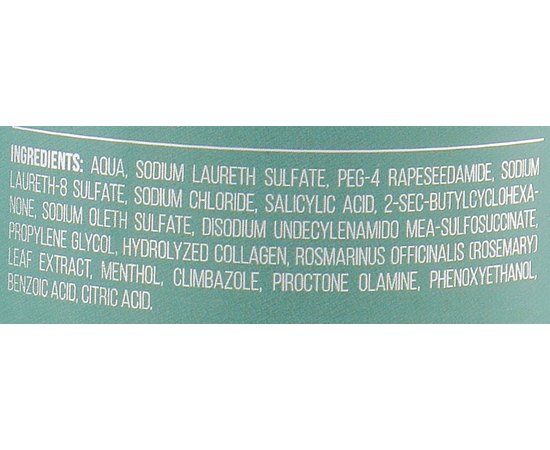 INGREDIENTS: AQUA, SODIUM LAURETH SULFATE, PEG-4 RAPESEEDAMIDE, SODIUM
LAURETH-8 SULFATE, SODIUM CHLORIDE, SALICYLIC ACID, 2-SEC-BUTYLCYCLOHEXA-
NONE, SODIUM OLETH SULFATE, DISODIUM UNDECYLENAMIDO MEA-SULFOSUCCINATE,
PROPYLENE GLYCOL, HYDROLYZED COLLAGEN, ROSMARINUS OFFICINALIS (ROSEMARY)
LEAF EXTRACT, MENTHOL, CLIMBAZOLE, PIROCTONE OLAMINE, PHENOXYETHANOL,
BENZOIC ACID, CITRIC ACID.